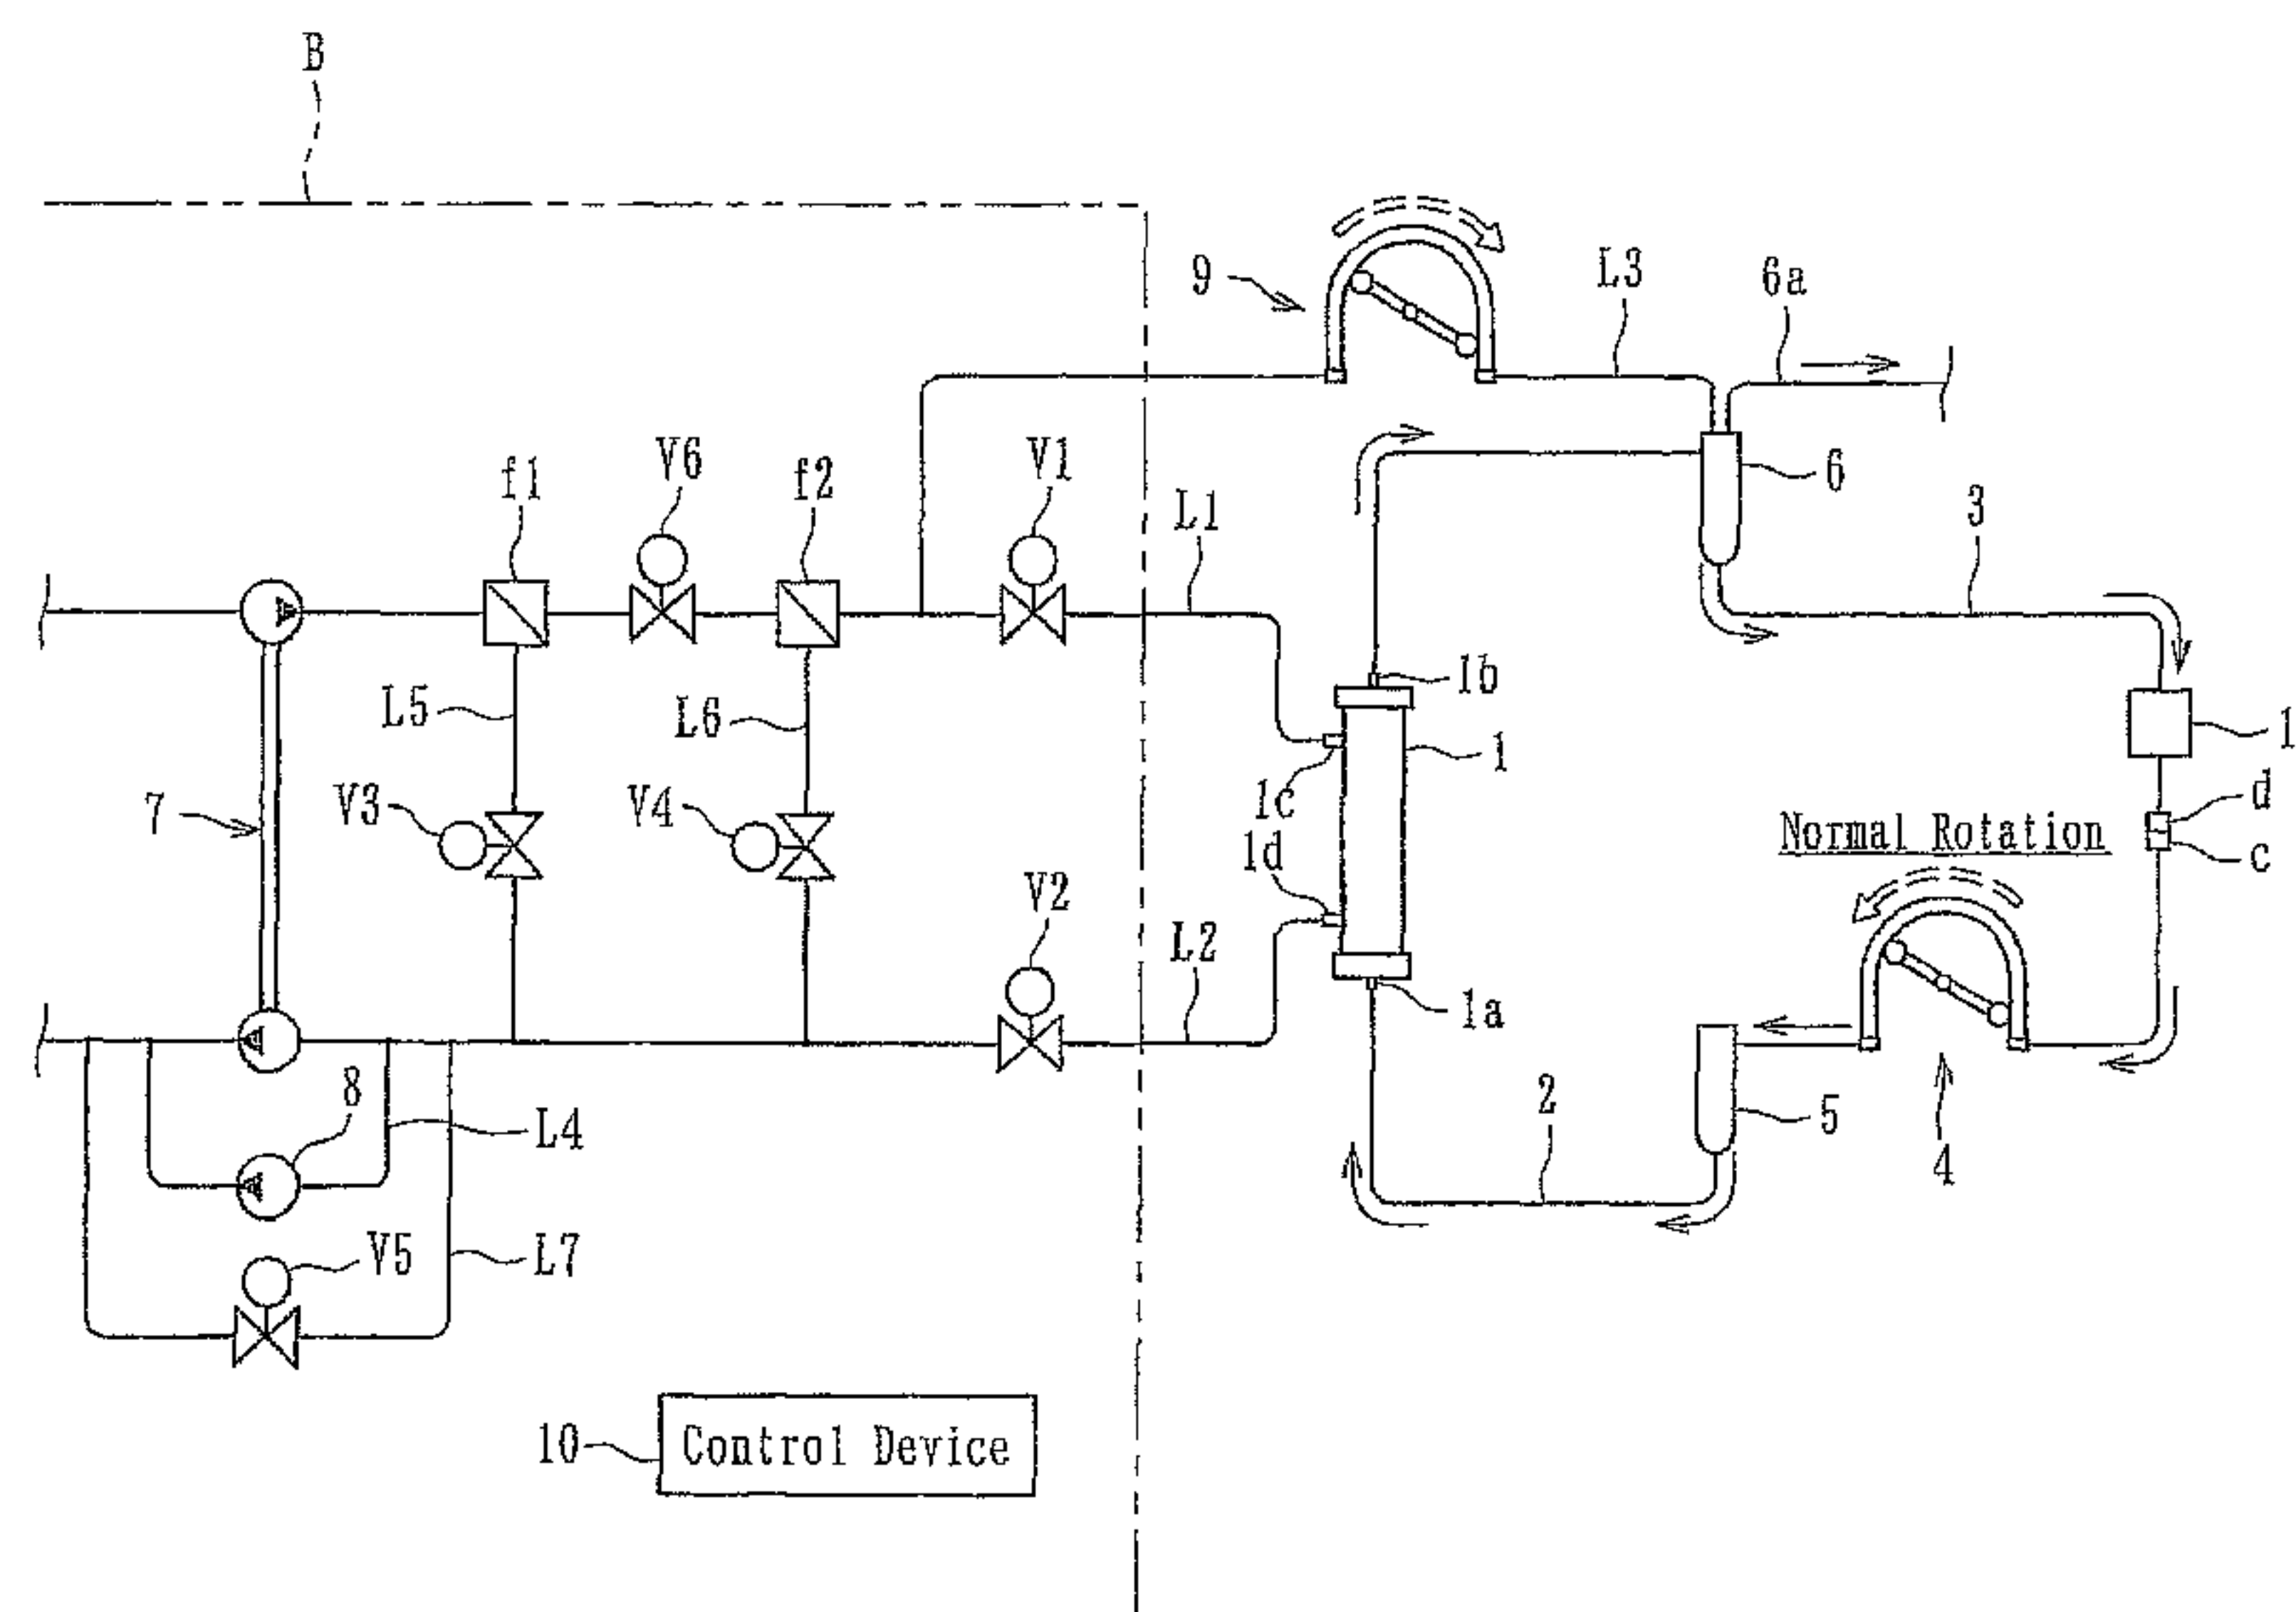 B
9
L3
6a
f1
V6
f2
V1
L1
6
3
L5
L6
1b
1
1
7
V3
V4
1c
1d
d
Normal Rotation
c
V2
L2
1a
8
L4
2
5
4
V5
L7
10
Control Device